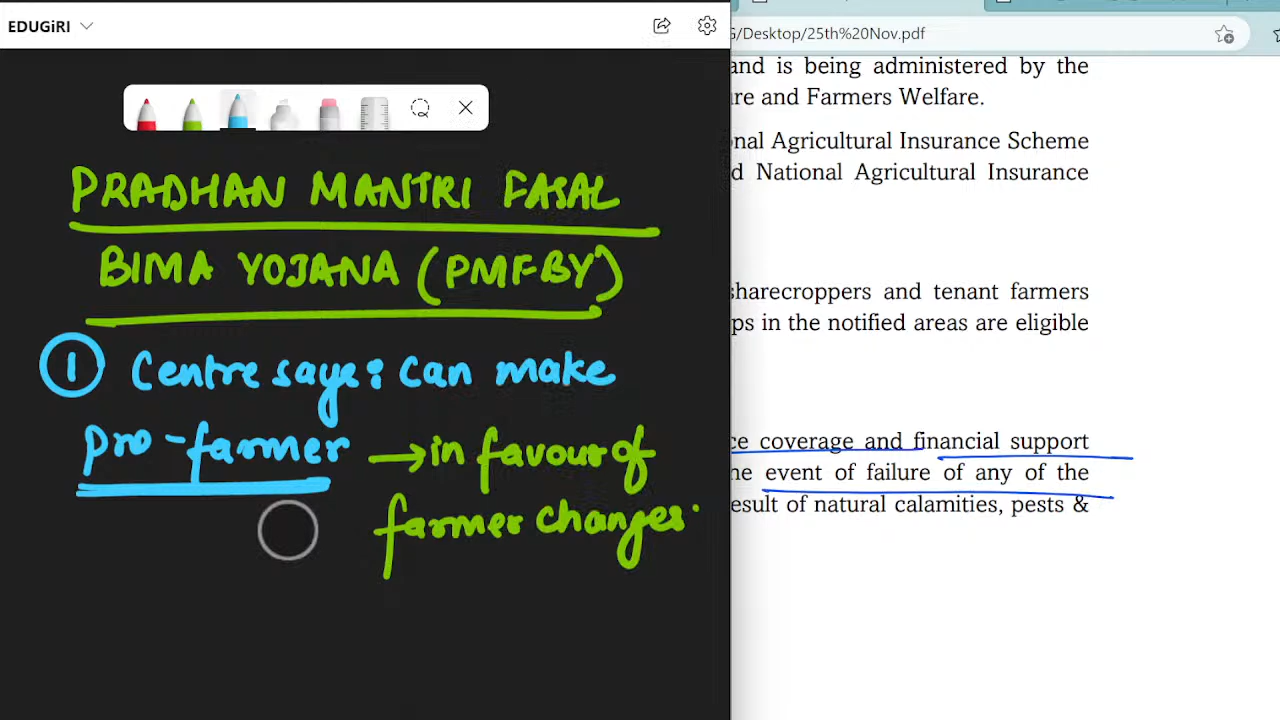 EDUGiRI
G/Desktop/25th%20Nov.pdf
PRADHAN MANTRI FASAL
BIMA YOJANA (PMFBY)
1 Centre says: can make
pro-farmer → in favour of
farmer changes.
and is being administered by the
re and Farmers Welfare.
nal Agricultural Insurance Scheme
d National Agricultural Insurance
sharecroppers and tenant farmers
ps in the notified areas are eligible
ce coverage and financial support
ne event of failure of any of the
esult of natural calamities, pests &